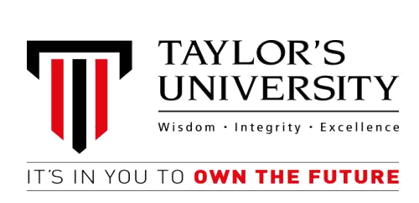 TAYLOR'S
UNIVERSITY
Wisdom · Integrity · Excellence
IT'S IN YOU TO OWN THE FUTURE